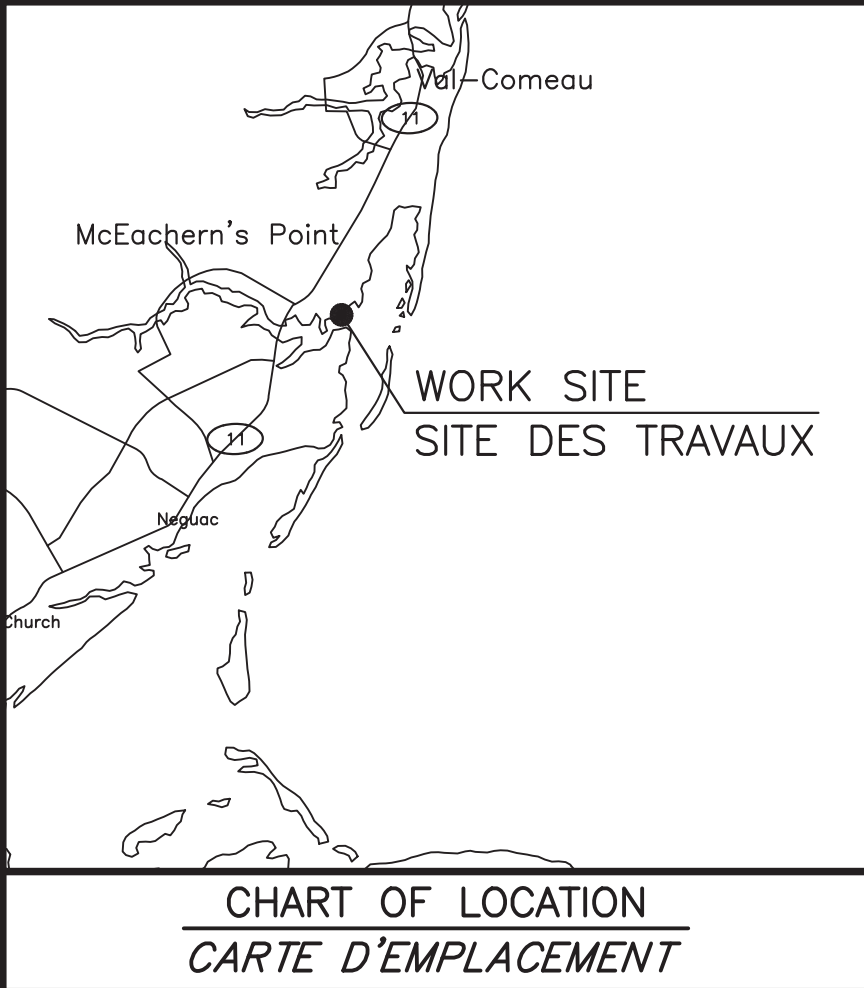 Val-Comeau
11
McEachern's Point
WORK SITE
SITE DES TRAVAUX
11
Neguac
Church
CHART OF LOCATION
CARTE D'EMPLACEMENT